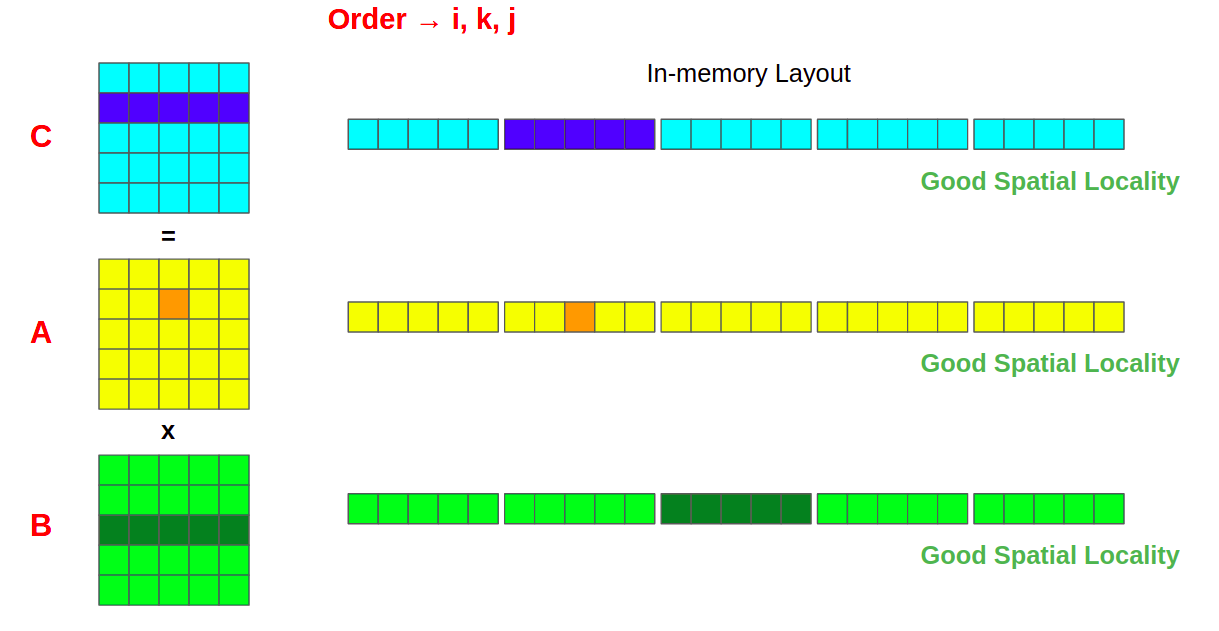 Order → i, k, j
In-memory Layout
C
Good Spatial Locality
=
A
Good Spatial Locality
x
B
Good Spatial Locality